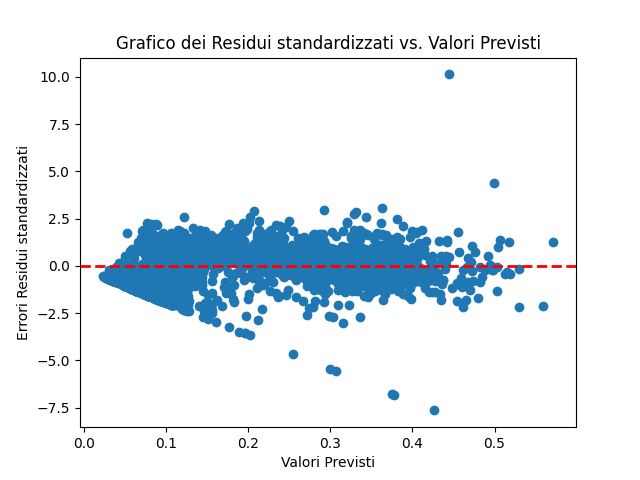 Grafico dei Residui standardizzati vs. Valori Previsti
10.0
7.5
5.0
2.5
0.0
−2.5
−5.0
−7.5
Errori Residui standardizzati
0.0 0.1 0.2 0.3 0.4 0.5
Valori Previsti